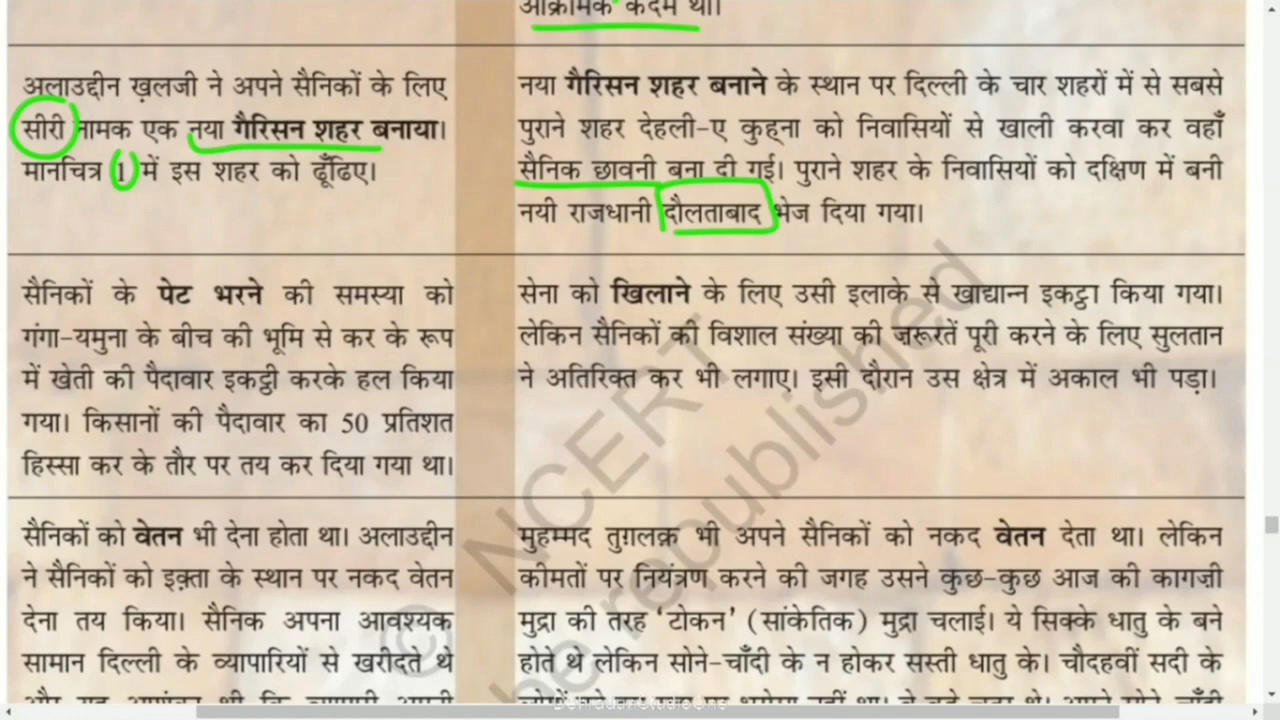 आक्रामक कदम था।
अलाउद्दीन ख़लजी ने अपने सैनिकों के लिए
सीरी नामक एक नया गैरिसन शहर बनाया।
मानचित्र 1 में इस शहर को ढूँढिए।
नया गैरिसन शहर बनाने के स्थान पर दिल्ली के चार शहरों में से सबसे
पुराने शहर देहली-ए कुह्ना को निवासियों से खाली करवा कर वहाँ
सैनिक छावनी बना दी गई। पुराने शहर के निवासियों को दक्षिण में बनी
नयी राजधानी दौलताबाद भेज दिया गया।
सैनिकों के पेट भरने की समस्या को
गंगा-यमुना के बीच की भूमि से कर के रूप
में खेती की पैदावार इकट्ठी करके हल किया
गया। किसानों की पैदावार का 50 प्रतिशत
हिस्सा कर के तौर पर तय कर दिया गया था।
सेना को खिलाने के लिए उसी इलाके से खाद्यान्न इकट्ठा किया गया।
लेकिन सैनिकों की विशाल संख्या की ज़रूरतें पूरी करने के लिए सुलतान
ने अतिरिक्त कर भी लगाए। इसी दौरान उस क्षेत्र में अकाल भी पड़ा।
सैनिकों को वेतन भी देना होता था। अलाउद्दीन
ने सैनिकों को इक़्ता के स्थान पर नकद वेतन
देना तय किया। सैनिक अपना आवश्यक
सामान दिल्ली के व्यापारियों से खरीदते थे
मुहम्मद तुग़लक़ भी अपने सैनिकों को नकद वेतन देता था। लेकिन
कीमतों पर नियंत्रण करने की जगह उसने कुछ-कुछ आज की कागज़ी
मुद्रा की तरह 'टोकन' (सांकेतिक) मुद्रा चलाई। ये सिक्के धातु के बने
होते थे लेकिन सोने-चाँदी के न होकर सस्ती धातु के। चौदहवीं सदी के
© NCERT
be republished